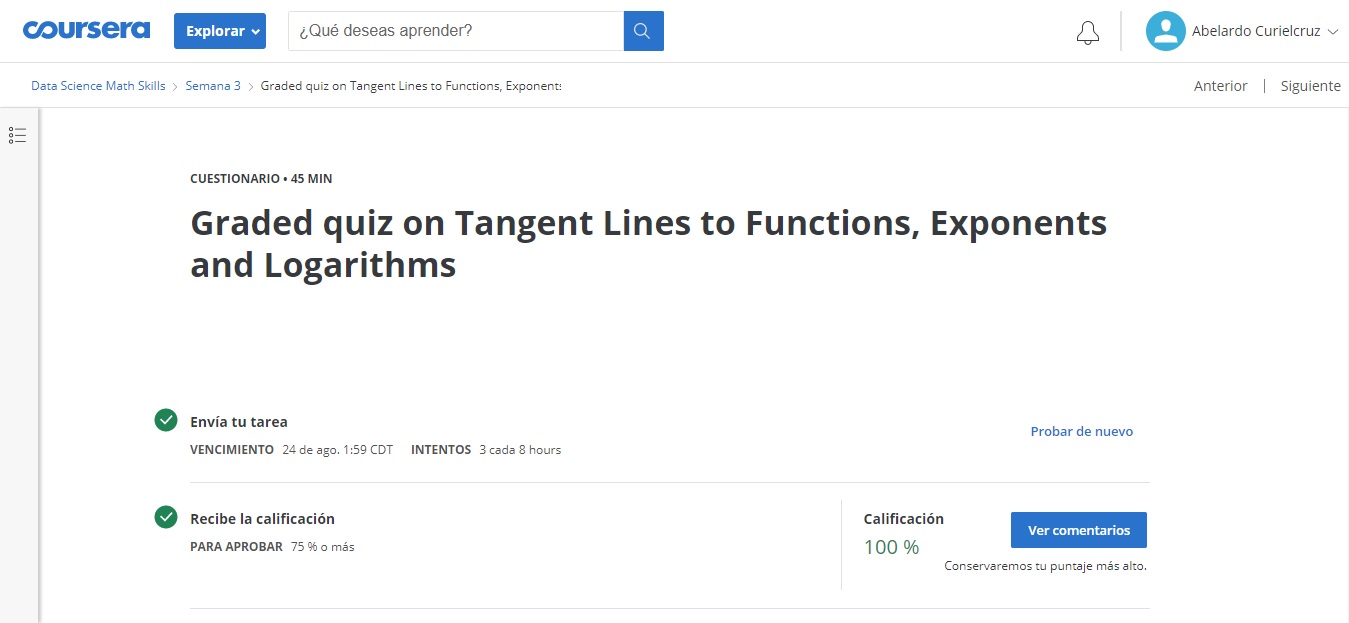 coursera
Explorar
¿Qué deseas aprender?
Abelardo Curielcruz
Data Science Math Skills > Semana 3 > Graded quiz on Tangent Lines to Functions, Exponents
Anterior | Siguiente
CUESTIONARIO • 45 MIN
Graded quiz on Tangent Lines to Functions, Exponents
and Logarithms
Envía tu tarea
VENCIMIENTO 24 de ago. 1:59 CDT INTENTOS 3 cada 8 hours
Probar de nuevo
Recibe la calificación
PARA APROBAR 75 % o más
Calificación
100 %
Ver comentarios
Conservaremos tu puntaje más alto.